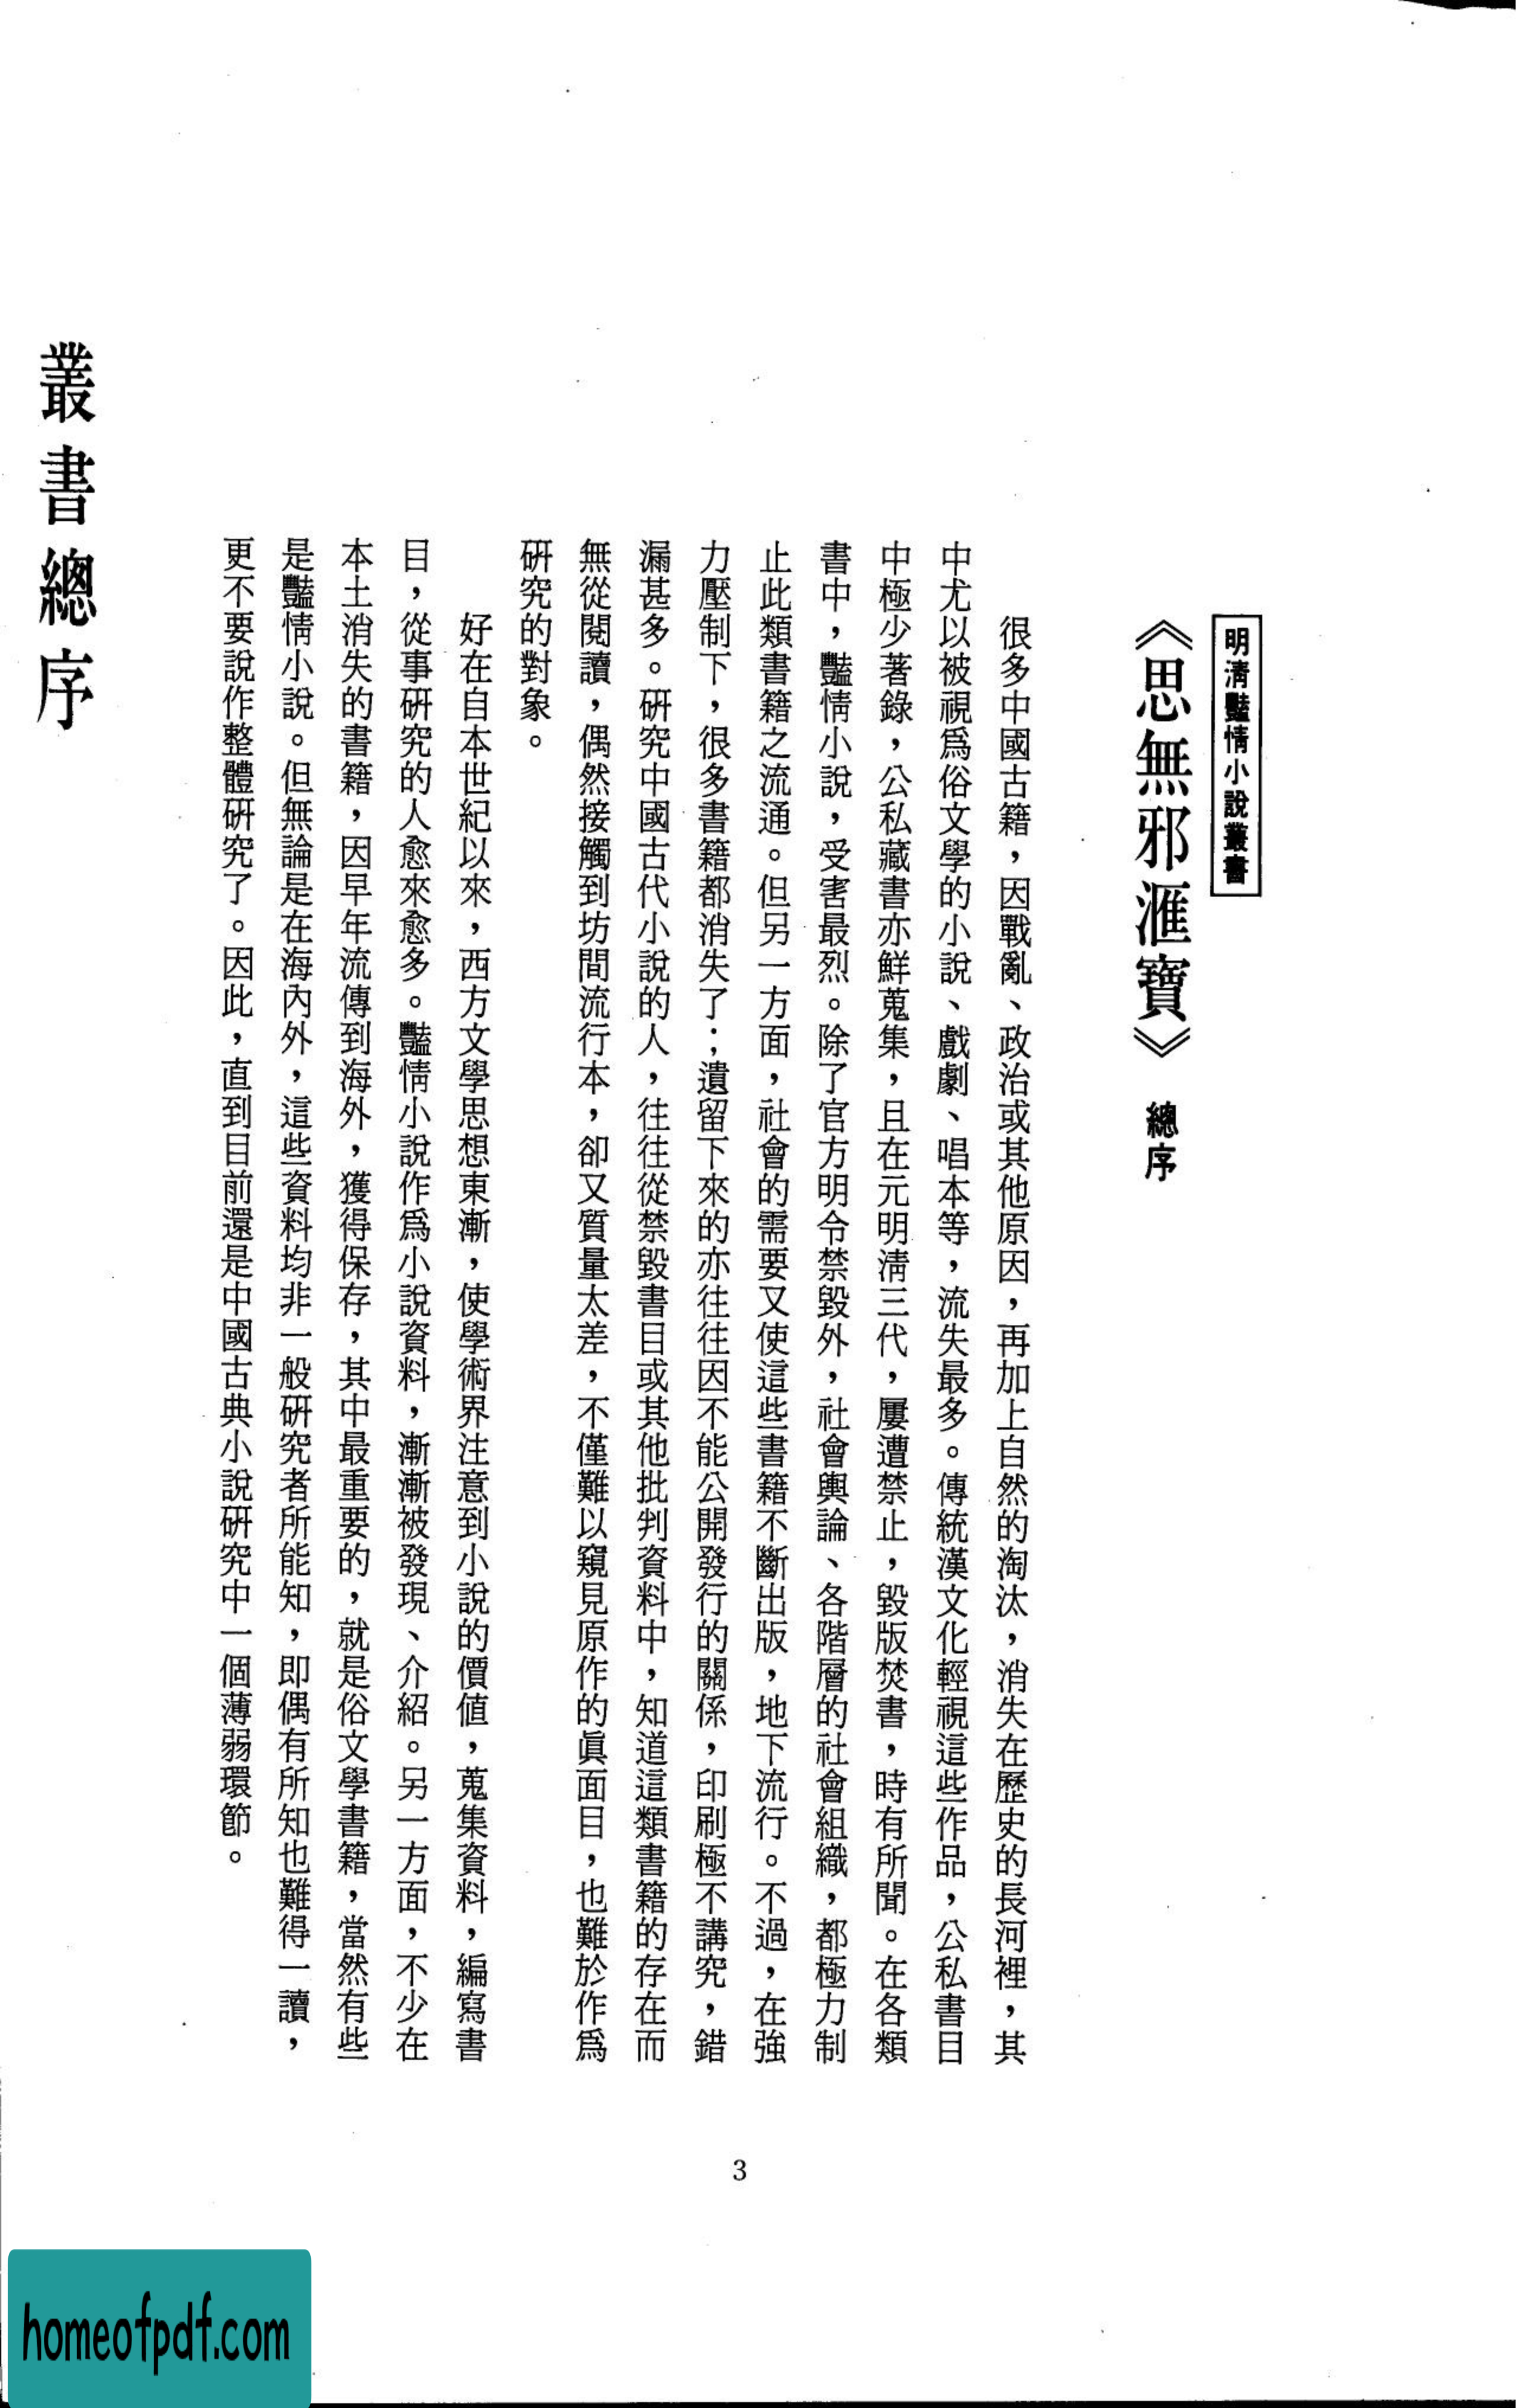 明淸豔情小說叢書
《思無邪滙寶》 總序
很多中國古籍，因戰亂、政治或其他原因，再加上自然的淘汰，消失在歷史的長河裡，其
中尤以被視爲俗文學的小說、戲劇、唱本等，流失最多。傳統漢文化輕視這些作品，公私書目
中極少著錄，公私藏書亦鮮蒐集，且在元明淸三代，屢遭禁止，毀版焚書，時有所聞。在各類
書中，豔情小說，受害最烈。除了官方明令禁毀外，社會輿論、各階層的社會組織，都極力制
止此類書籍之流通。但另一方面，社會的需要又使這些書籍不斷出版，地下流行。不過，在強
力壓制下，很多書籍都消失了；遺留下來的亦往往因不能公開發行的關係，印刷極不講究，錯
漏甚多。硏究中國古代小說的人，往往從禁毀書目或其他批判資料中，知道這類書籍的存在而
無從閱讀，偶然接觸到坊間流行本，卻又質量太差，不僅難以窺見原作的眞面目，也難於作爲
硏究的對象。
好在自本世紀以來，西方文學思想東漸，使學術界注意到小說的價値，蒐集資料，編寫書
目，從事硏究的人愈來愈多。豔情小說作爲小說資料，漸漸被發現、介紹。另一方面，不少在
本土消失的書籍，因早年流傳到海外，獲得保存，其中最重要的，就是俗文學書籍，當然有些
是豔情小說。但無論是在海內外，這些資料均非一般硏究者所能知，即偶有所知也難得一讀，
更不要說作整體硏究了。因此，直到目前還是中國古典小說硏究中一個薄弱環節。
叢書總序
3
homeofpdf.com